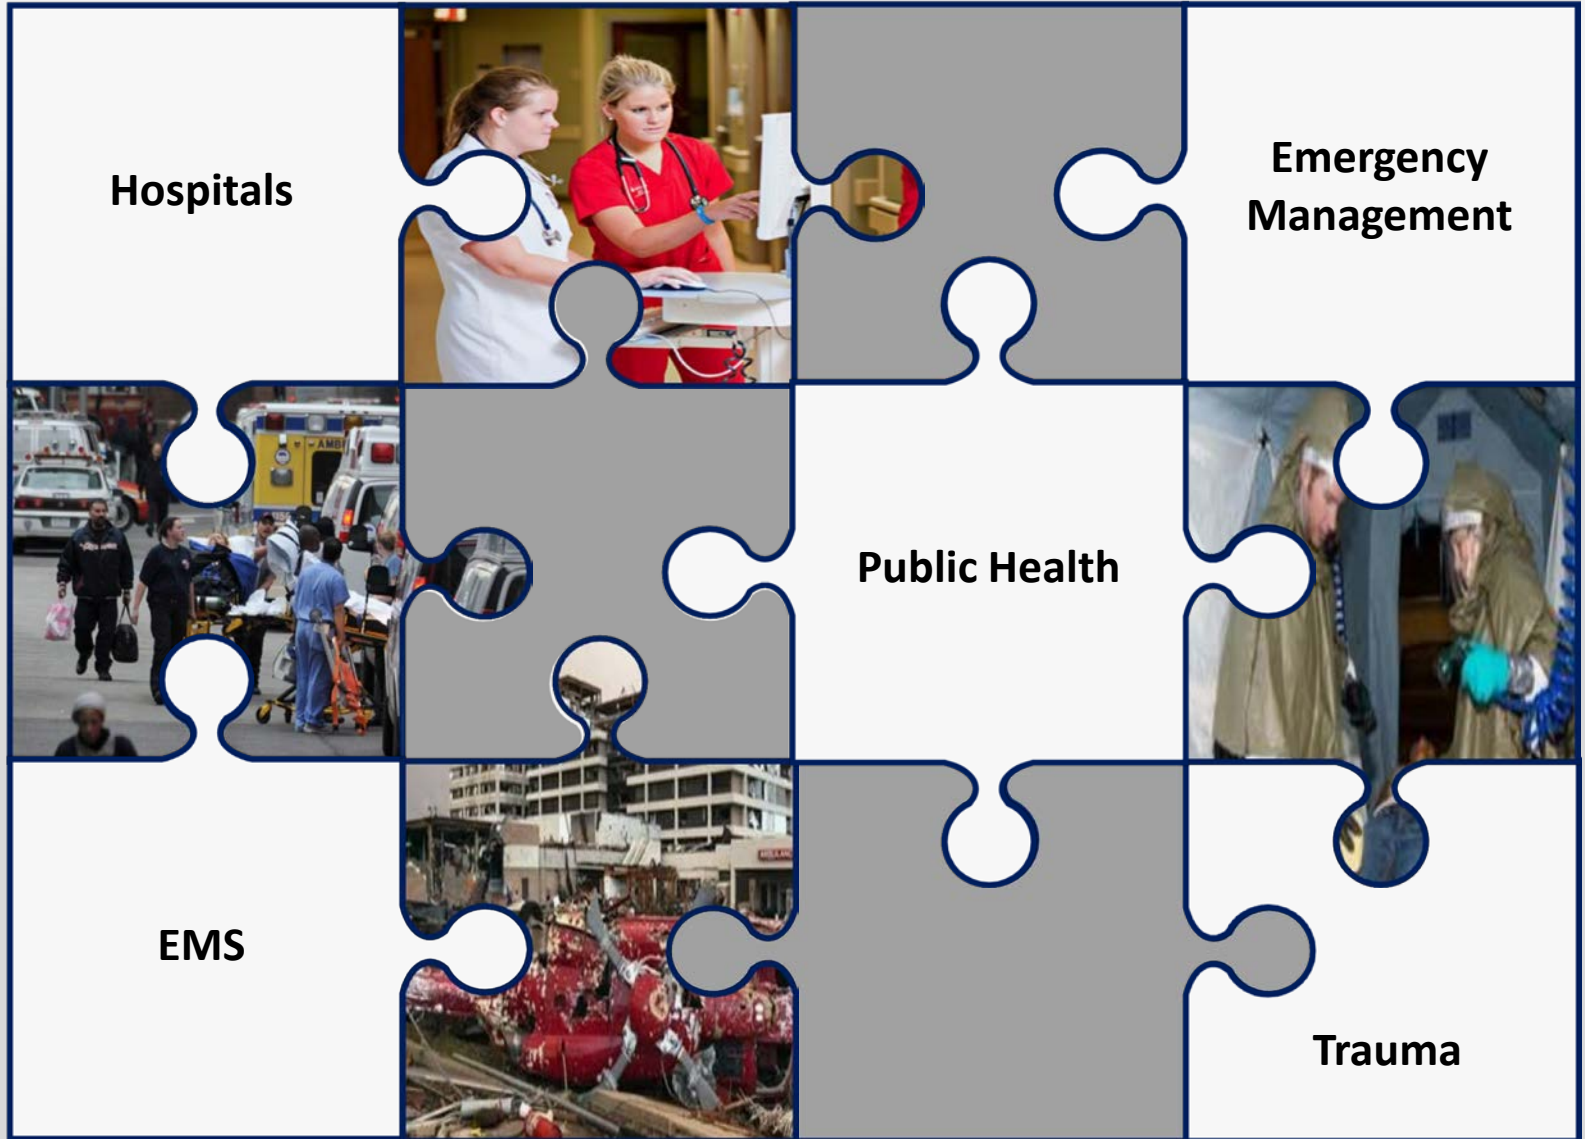 Hospitals
Emergency
Management
Public Health
EMS
Trauma